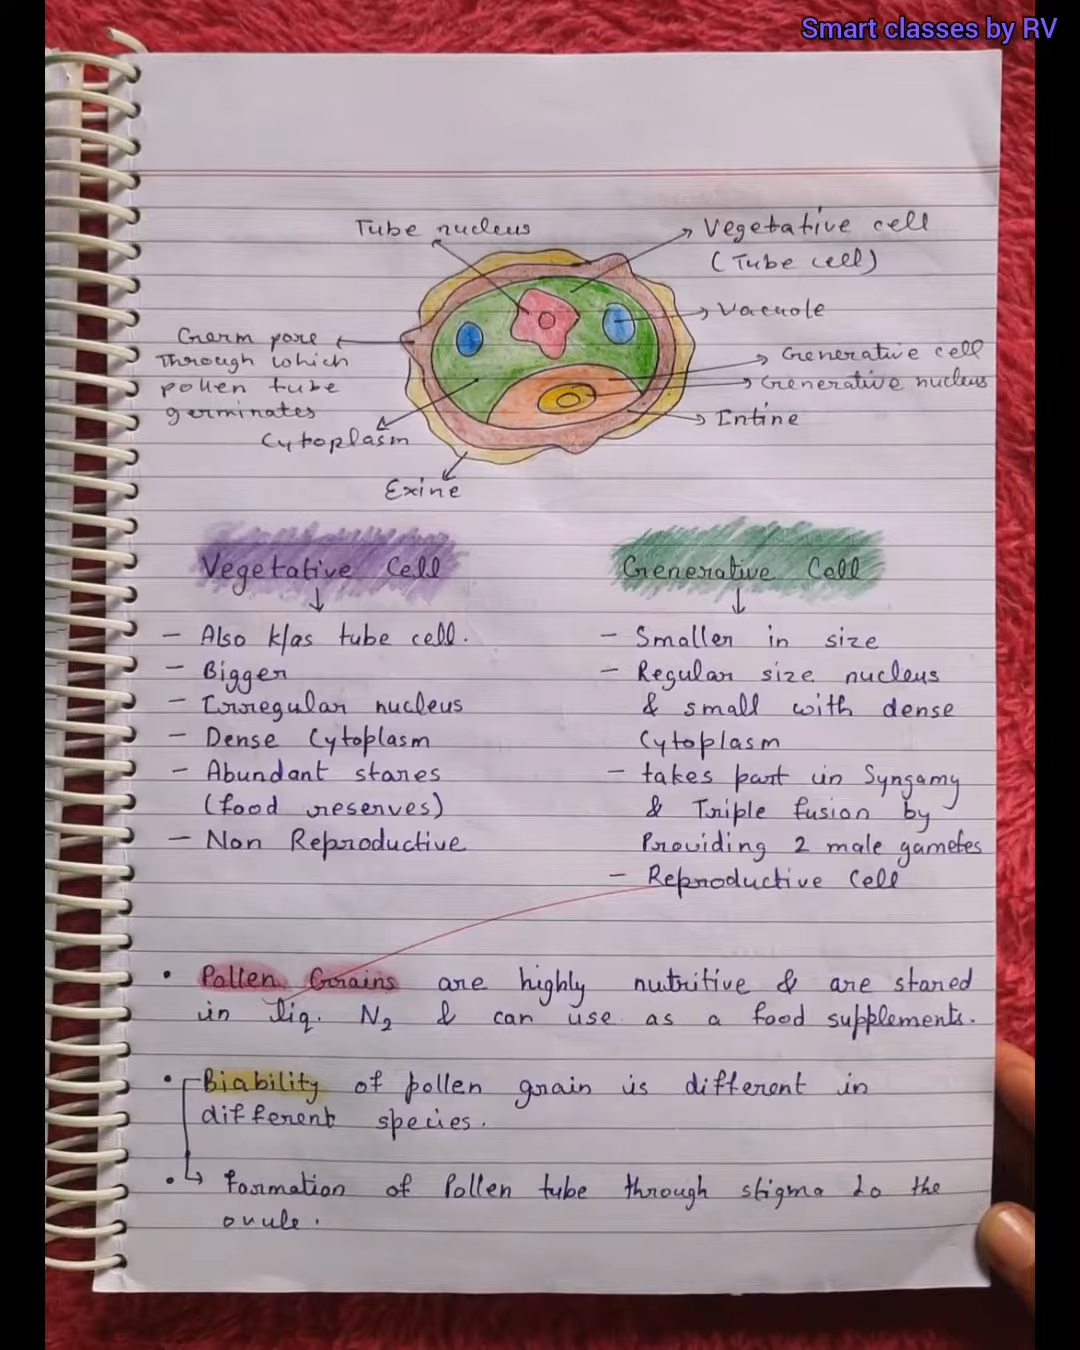 Smart classes by RV
Tube nucleus
Vegetative cell
(Tube cell)
Vacuole
Germ pore
Through which
pollen tube
germinates
Generative cell
Generative nucleus
Intine
Cytoplasm
Exine
Vegetative Cell
- Also k/as tube cell.
- Bigger
- Irregular nucleus
- Dense Cytoplasm
- Abundant stores
(food reserves)
- Non Reproductive
Generative Cell
- Smaller in size
- Regular size nucleus
& small with dense
Cytoplasm
- takes part in Syngamy
& Triple fusion by
Providing 2 male gametes
- Reproductive Cell
• Pollen Grains are highly nutritive & are stored
in liq. N2 & can use as a food supplements.
• Biability of pollen grain is different in
different species.
• Formation of Pollen tube through stigma to the
ovule.